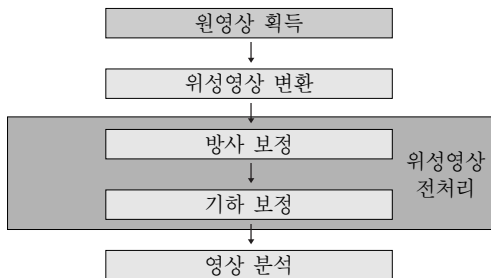 원영상 획득
위성영상 변환
방사 보정
위성영상
전처리
기하 보정
영상 분석